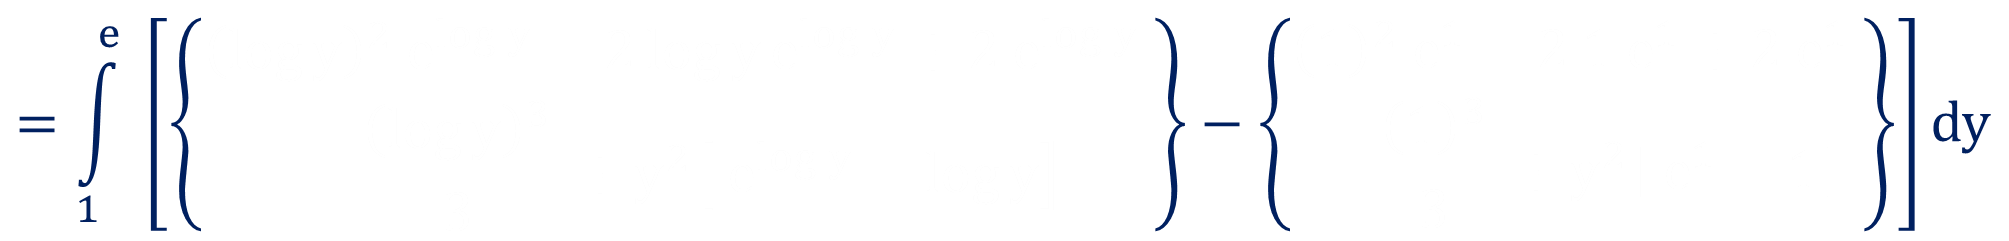 = ∫₁ᵉ [{ } − { }] dy